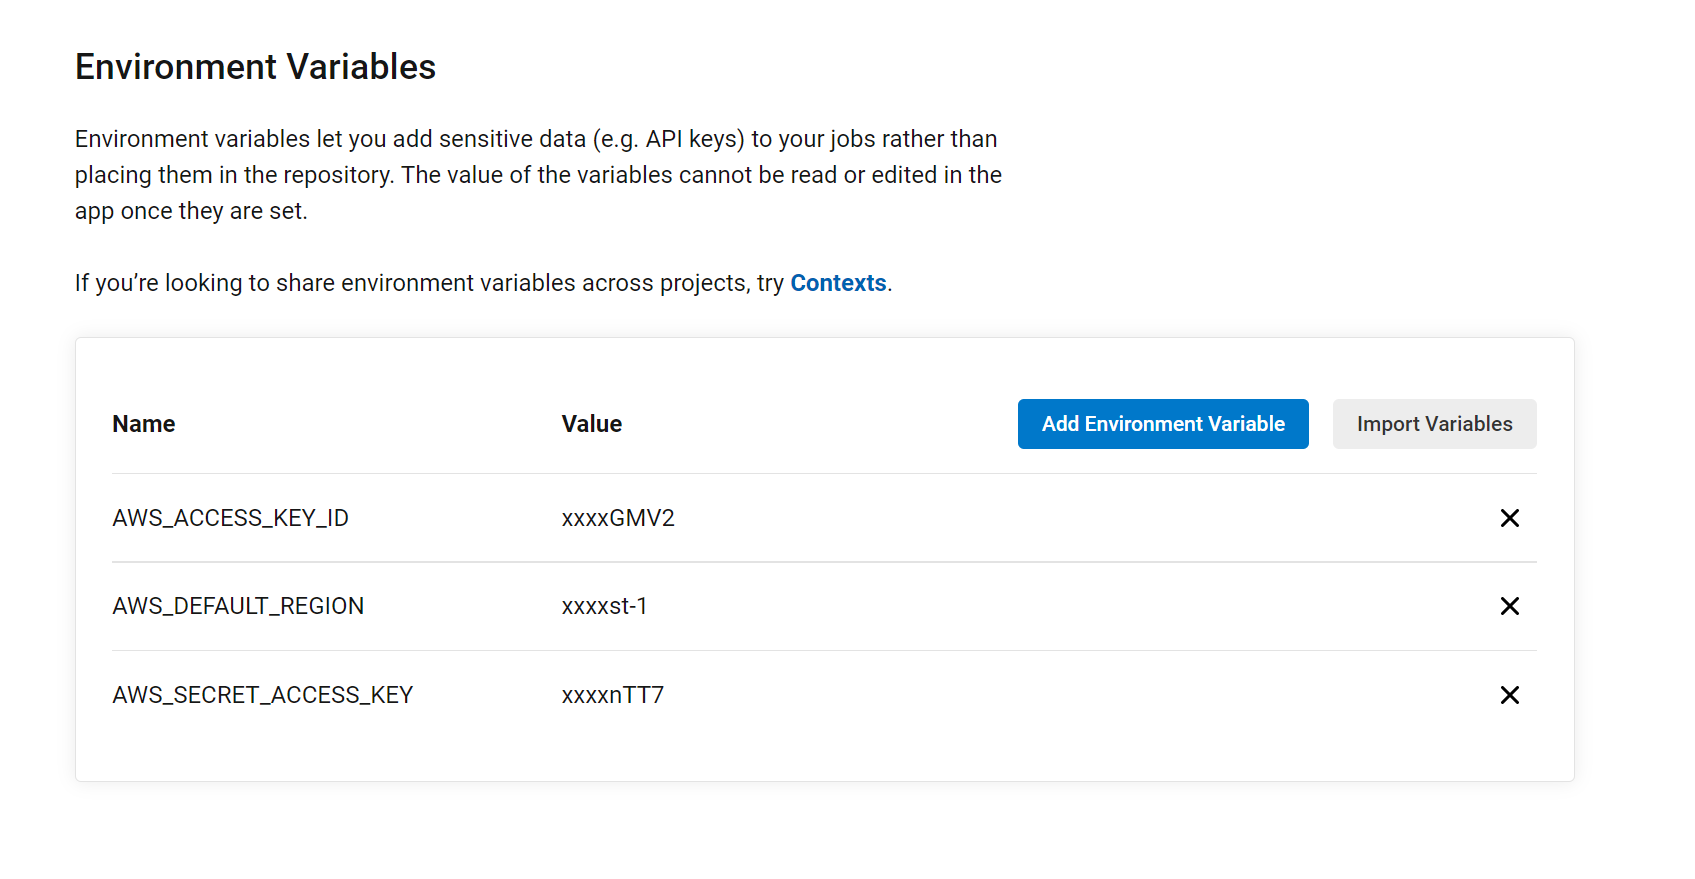 Environment Variables
Environment variables let you add sensitive data (e.g. API keys) to your jobs rather than
placing them in the repository. The value of the variables cannot be read or edited in the
app once they are set.
If you’re looking to share environment variables across projects, try Contexts.
Name Value Add Environment Variable Import Variables
AWS_ACCESS_KEY_ID xxxxGMV2
AWS_DEFAULT_REGION xxxxst-1
AWS_SECRET_ACCESS_KEY xxxxnTT7